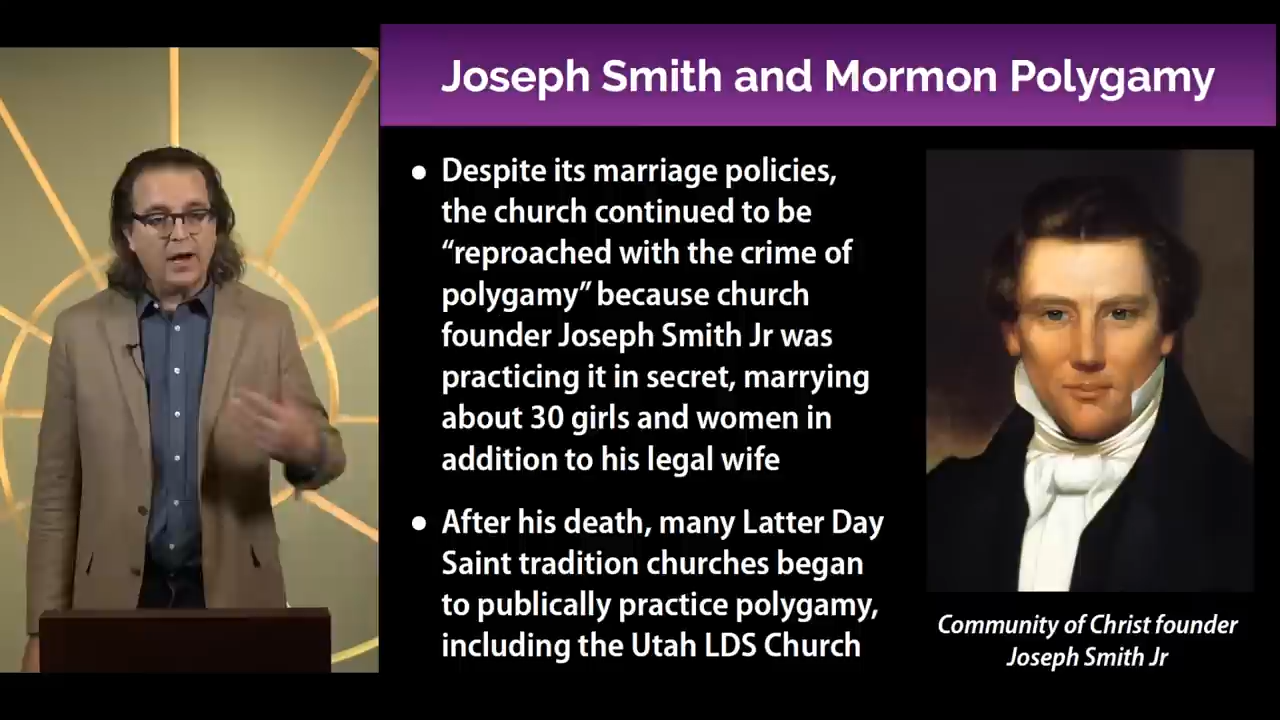 Joseph Smith and Mormon Polygamy
● Despite its marriage policies,
the church continued to be
“reproached with the crime of
polygamy” because church
founder Joseph Smith Jr was
practicing it in secret, marrying
about 30 girls and women in
addition to his legal wife
● After his death, many Latter Day
Saint tradition churches began
to publically practice polygamy,
including the Utah LDS Church
Community of Christ founder
Joseph Smith Jr